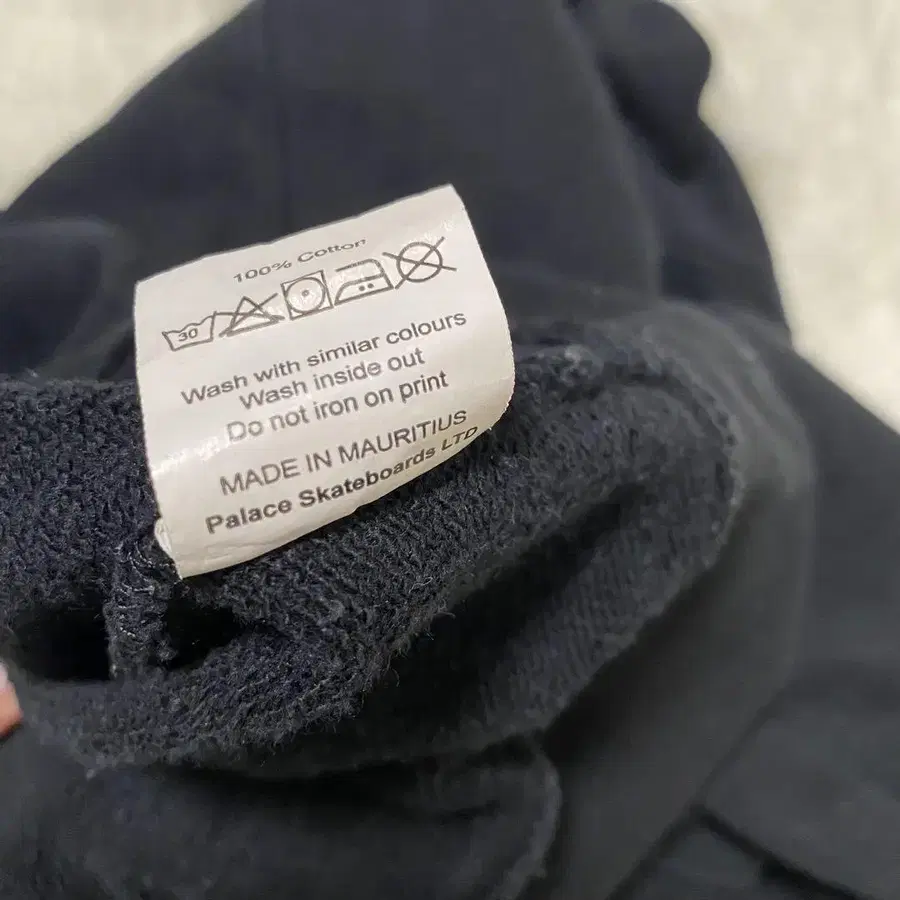 100% Cotton
30
Wash with similar colours
Wash inside out
Do not iron on print
MADE IN MAURITIUS
Palace Skateboards LTD